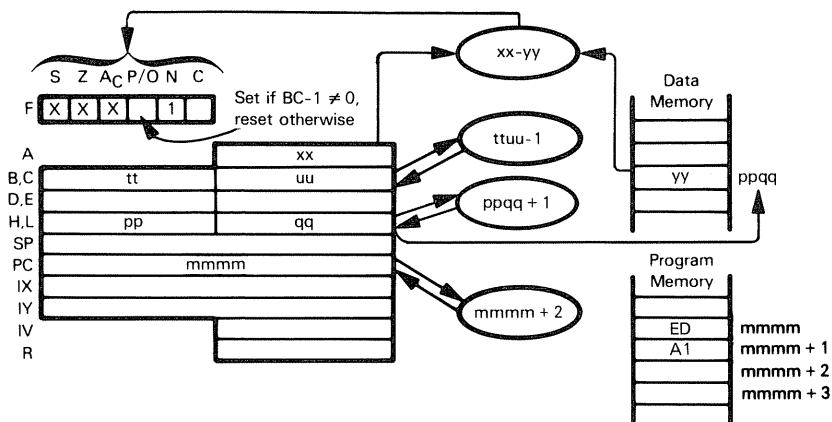 S Z AC P/O N C
F X X X 1
Set if BC-1 ≠ 0,
reset otherwise
xx-yy
Data
Memory
A xx
ttuu-1
B,C tt uu
yy ppqq
D,E
ppqq + 1
H,L pp qq
SP
PC mmmm
Program
Memory
IX
IY
mmmm + 2
IV
R
ED mmmm
A1 mmmm + 1
mmmm + 2
mmmm + 3